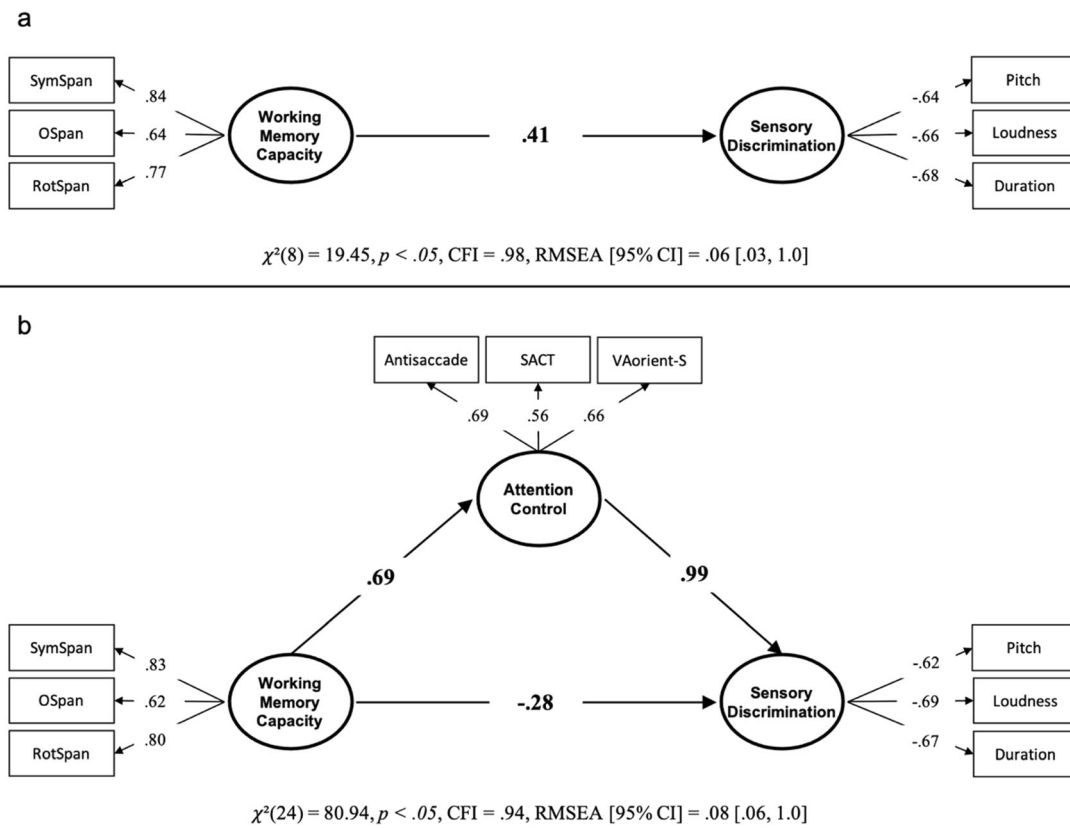 a
SymSpan
OSpan
RotSpan
.84
.64
.77
Working
Memory
Capacity
.41
Sensory
Discrimination
-.64
-.66
-.68
Pitch
Loudness
Duration
χ²(8) = 19.45, p < .05, CFI = .98, RMSEA [95% CI] = .06 [.03, 1.0]
b
Antisaccade
SACT
VAorient-S
.69
.56
.66
Attention
Control
.69
.99
SymSpan
OSpan
RotSpan
.83
.62
.80
Working
Memory
Capacity
-.28
Sensory
Discrimination
-.62
-.69
-.67
Pitch
Loudness
Duration
χ²(24) = 80.94, p < .05, CFI = .94, RMSEA [95% CI] = .08 [.06, 1.0]